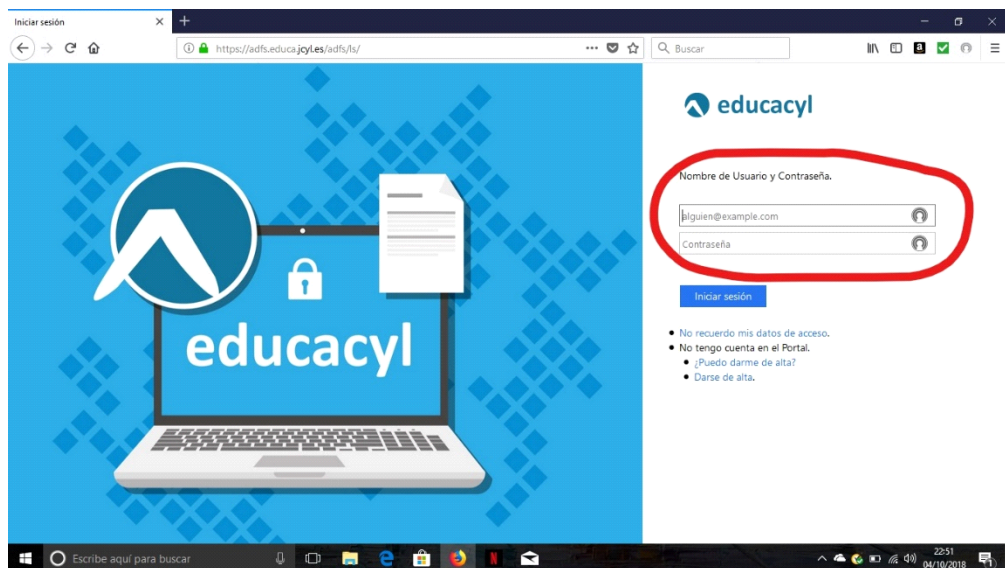 Iniciar sesión
https://adfs.educa.jcyl.es/adfs/ls/
Buscar
educacyl
educacyl
Nombre de Usuario y Contraseña.
alguien@example.com
Contraseña
Iniciar sesión
No recuerdo mis datos de acceso.
No tengo cuenta en el Portal.
¿Puedo darme de alta?
Darse de alta.
Escribe aquí para buscar
22:51
04/10/2018